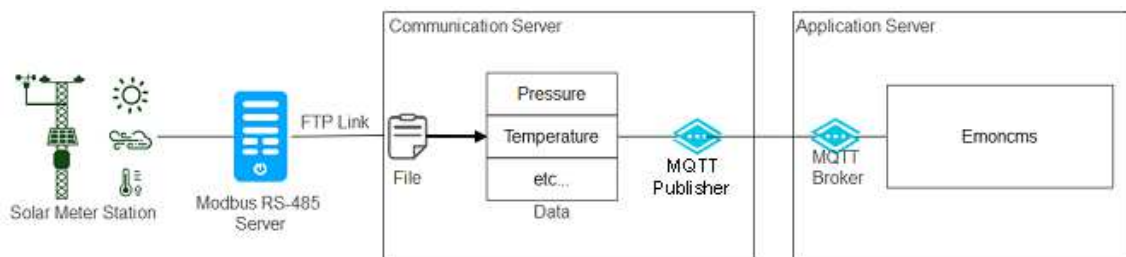 Communication Server
Application Server
Solar Meter Station
Modbus RS-485
Server
FTP Link
File
Pressure
Temperature
etc...
Data
MQTT
Publisher
MQTT
Broker
Emoncms